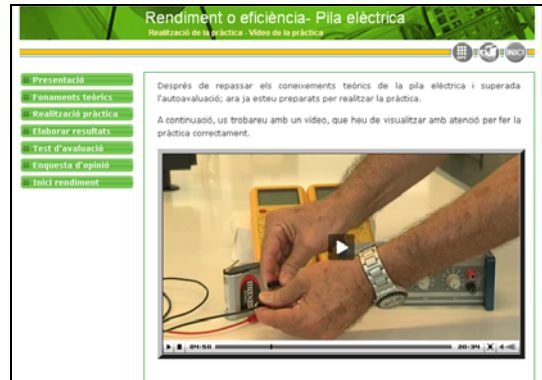 Rendiment o eficiència- Pila elèctrica
Realització de la pràctica - Vídeo de la pràctica
INICI
Presentació
Fonaments teòrics
Realització pràctica
Elaborar resultats
Test d'avaluació
Enquesta d'opinió
Inici rendiment
Després de repassar els coneixements teòrics de la pila elèctrica i superada
l'autoavaluació; ara ja esteu preparats per realitzar la pràctica.
A continuació, us trobareu amb un vídeo, que heu de visualitzar amb atenció per fer la
pràctica correctament.
04:50
20:34